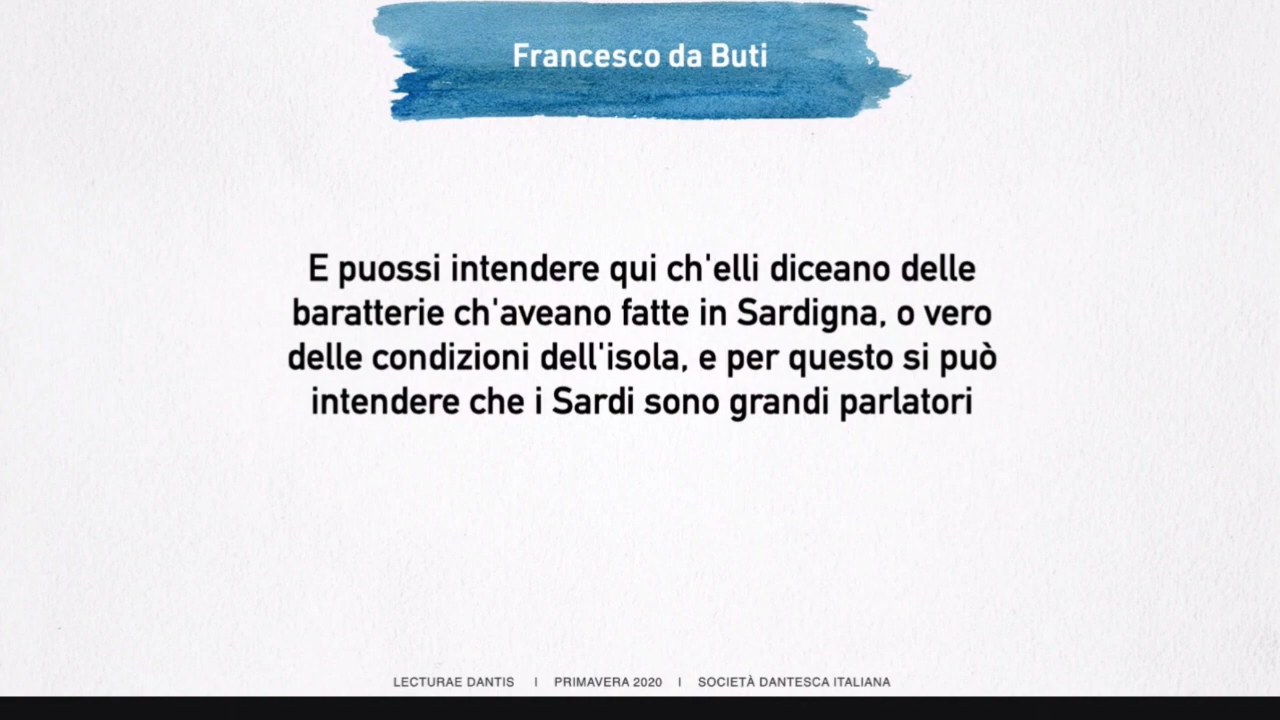 Francesco da Buti
E puossi intendere qui ch'elli diceano delle
baratterie ch'aveano fatte in Sardigna, o vero
delle condizioni dell'isola, e per questo si può
intendere che i Sardi sono grandi parlatori
LECTURAE DANTIS | PRIMAVERA 2020 | SOCIETÀ DANTESCA ITALIANA